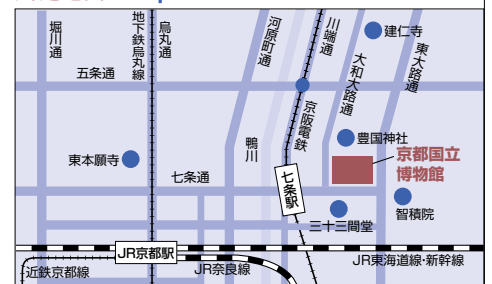 堀川通
地下鉄烏丸線
烏丸通
河原町通
川端通
建仁寺
大和大路通
東大路通
五条通
京阪電鉄
鴨川
豊国神社
京都国立
博物館
東本願寺
七条通
七条駅
智積院
三十三間堂
JR京都駅
JR東海道線・新幹線
近鉄京都線
JR奈良線